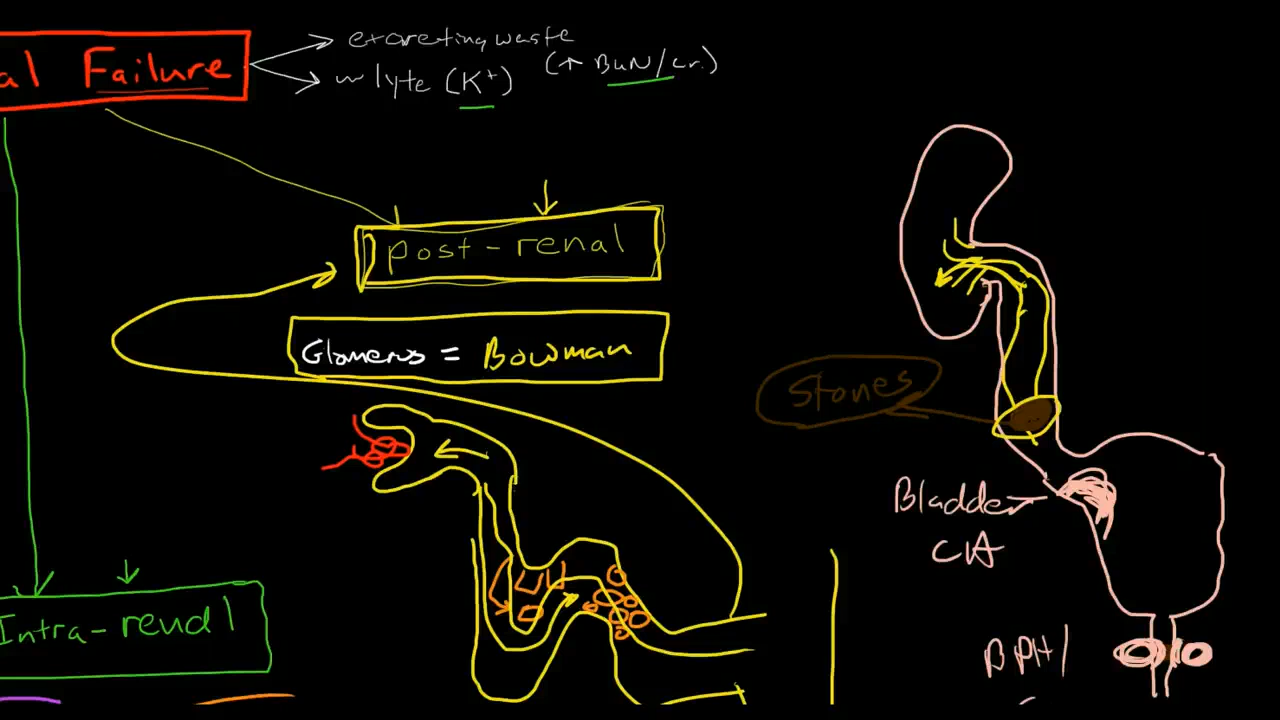 al Failure
excreting waste
lyte (K+)
(↑ BUN/cr.)
post-renal
Glomerus = Bowman
Stones
Bladder
CA
Intra-renal
BPH/